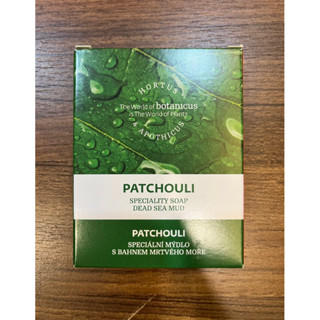 HORTUS
The World of botanicus
is The World of Plants
& APOTHICUS
PATCHOULI
SPECIALITY SOAP
DEAD SEA MUD
PATCHOULI
SPECIÁLNÍ MÝDLO
S BAHNEM MRTVÉHO MOŘE